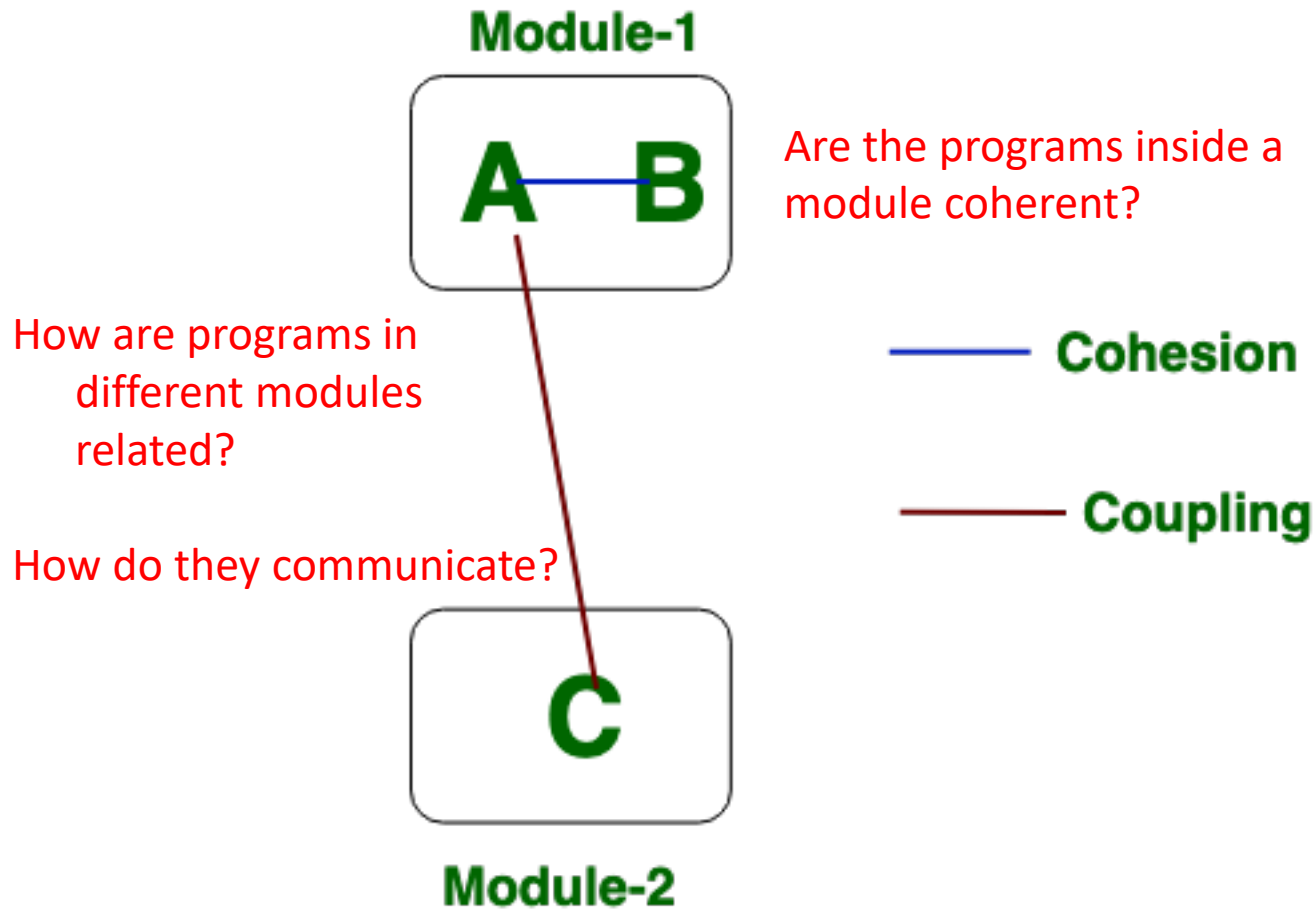 Module-1
A B
Are the programs inside a
module coherent?
How are programs in
different modules
related?
Cohesion
Coupling
How do they communicate?
C
Module-2